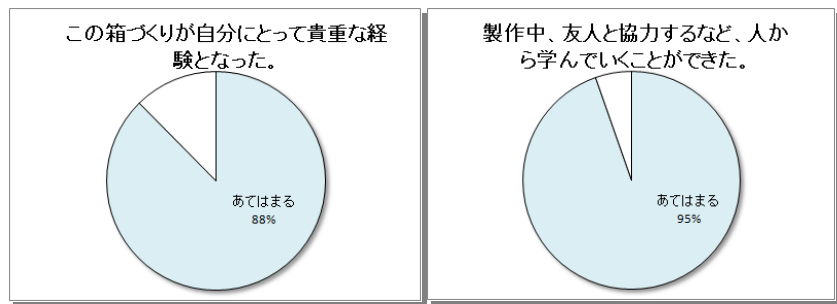 この箱づくりが自分にとって貴重な経
験となった。
あてはまる
88%
製作中、友人と協力するなど、人か
ら学んでいくことができた。
あてはまる
95%